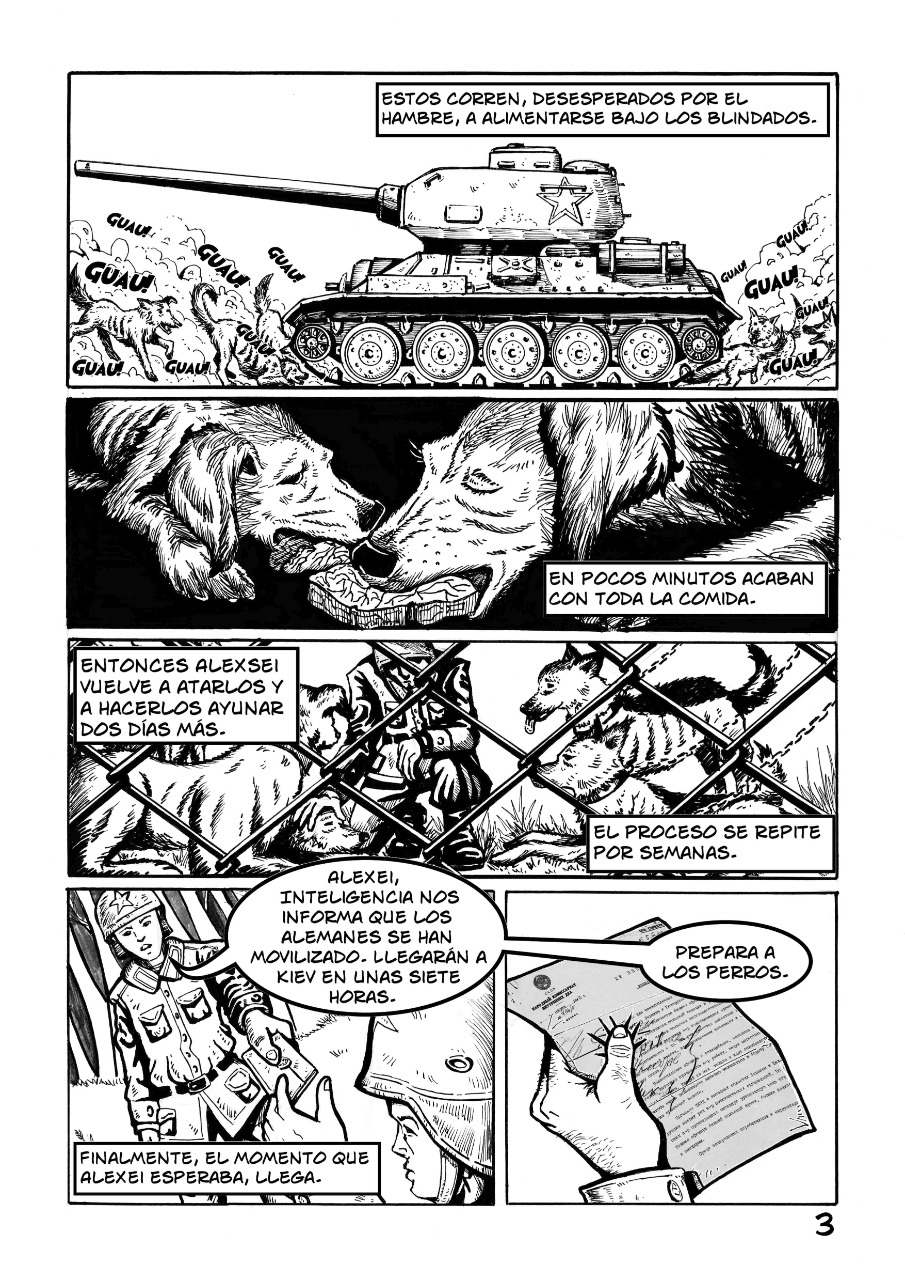 ESTOS CORREN, DESESPERADOS POR EL
HAMBRE, A ALIMENTARSE BAJO LOS BLINDADOS.
GUAU!
GUAU!
GUAU!
GUAU!
GUAU!
GUAU!
GUAU!
GUAU!
GUAU!
GUAU!
GUAU!
GUAU!
EN POCOS MINUTOS ACABAN
CON TODA LA COMIDA.
ENTONCES ALEXSEI
VUELVE A ATARLOS Y
A HACERLOS AYUNAR
DOS DÍAS MÁS.
EL PROCESO SE REPITE
POR SEMANAS.
ALEXEI,
INTELIGENCIA NOS
INFORMA QUE LOS
ALEMANES SE HAN
MOVILIZADO. LLEGARÁN A
KIEV EN UNAS SIETE
HORAS.
FINALMENTE, EL MOMENTO QUE
ALEXEI ESPERABA, LLEGA.
PREPARA A
LOS PERROS.
3